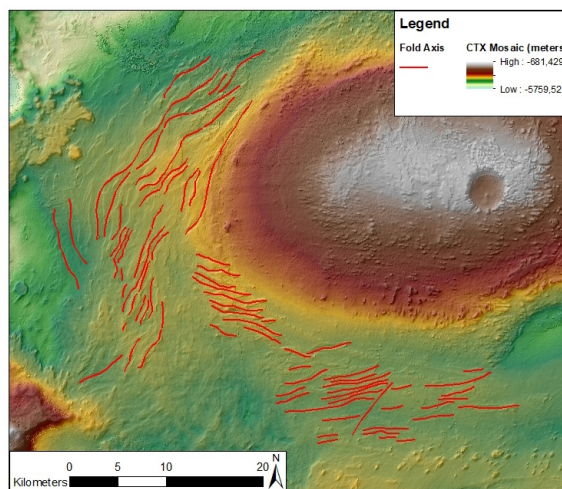 Legend
Fold Axis
CTX Mosaic (meters
High : -681,429
Low : -5759,52
N
0 5 10 20
Kilometers